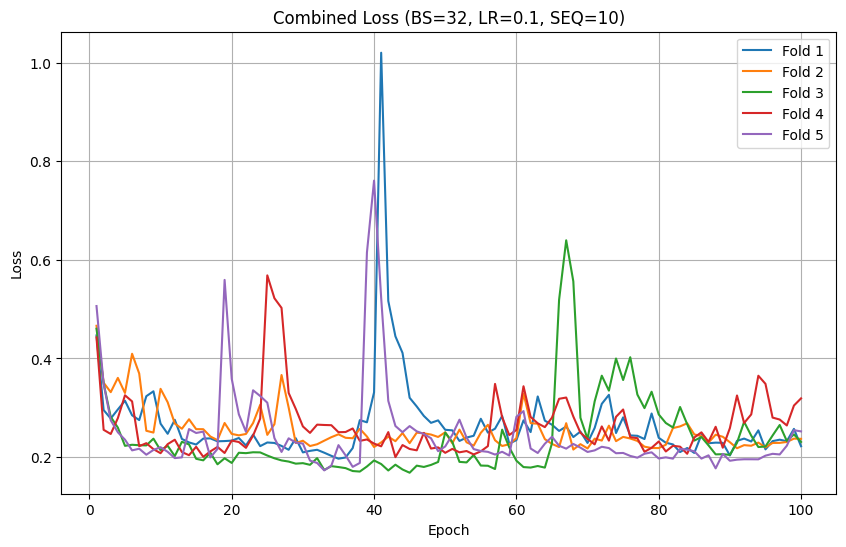 Combined Loss (BS=32, LR=0.1, SEQ=10)
Fold 1
Fold 2
Fold 3
Fold 4
Fold 5
Loss
1.0
0.8
0.6
0.4
0.2
0
20
40
60
80
100
Epoch